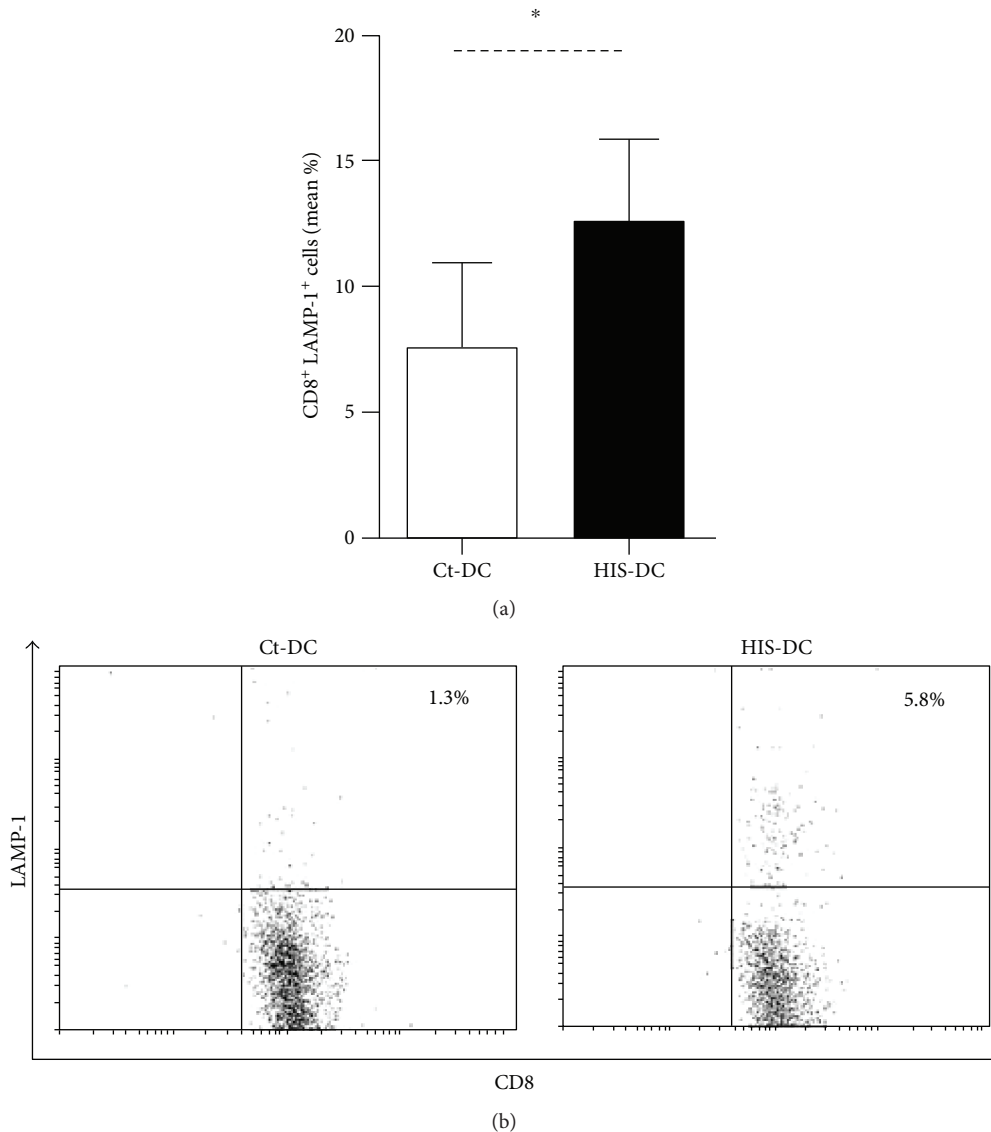 *
20
15
10
5
0
CD8⁺ LAMP-1⁺ cells (mean %)
Ct-DC HIS-DC
(a)
Ct-DC HIS-DC
1.3% 5.8%
LAMP-1
CD8
(b)